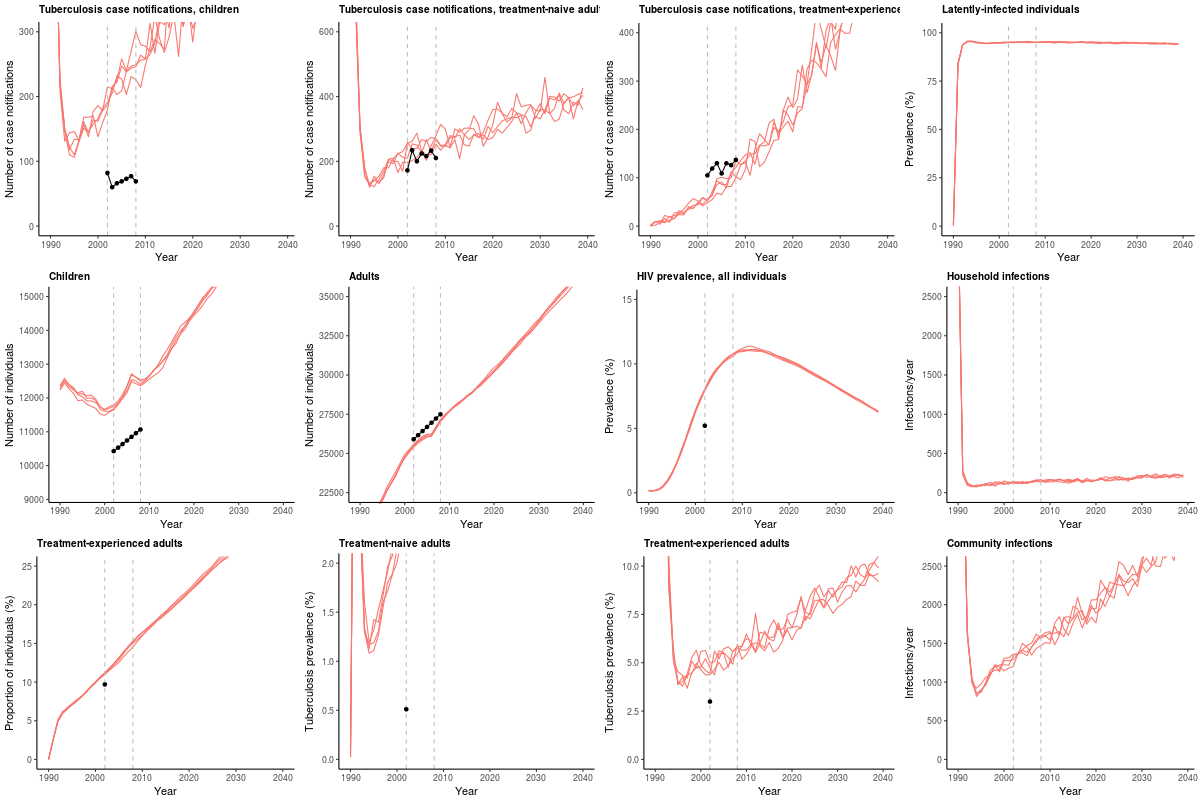 Tuberculosis case notifications, children
Number of case notifications
300
200
100
0
1990 2000 2010 2020 2030 2040
Year
Tuberculosis case notifications, treatment-naive adul
Number of case notifications
600
400
200
0
1990 2000 2010 2020 2030 2040
Year
Tuberculosis case notifications, treatment-experience
Number of case notifications
400
300
200
100
0
1990 2000 2010 2020 2030 2040
Year
Latently-infected individuals
Prevalence (%)
100
75
50
25
0
1990 2000 2010 2020 2030 2040
Year
Children
Number of individuals
15000
14000
13000
12000
11000
10000
9000
1990 2000 2010 2020 2030 2040
Year
Adults
Number of individuals
35000
32500
30000
27500
25000
22500
1990 2000 2010 2020 2030 2040
Year
HIV prevalence, all individuals
Prevalence (%)
15
10
5
0
1990 2000 2010 2020 2030 2040
Year
Household infections
Infections/year
2500
2000
1500
1000
500
0
1990 2000 2010 2020 2030 2040
Year
Treatment-experienced adults
Proportion of individuals (%)
25
20
15
10
5
0
1990 2000 2010 2020 2030 2040
Year
Treatment-naive adults
Tuberculosis prevalence (%)
2.0
1.5
1.0
0.5
0.0
1990 2000 2010 2020 2030 2040
Year
Treatment-experienced adults
Tuberculosis prevalence (%)
10.0
7.5
5.0
2.5
0.0
1990 2000 2010 2020 2030 2040
Year
Community infections
Infections/year
2500
2000
1500
1000
500
0
1990 2000 2010 2020 2030 2040
Year